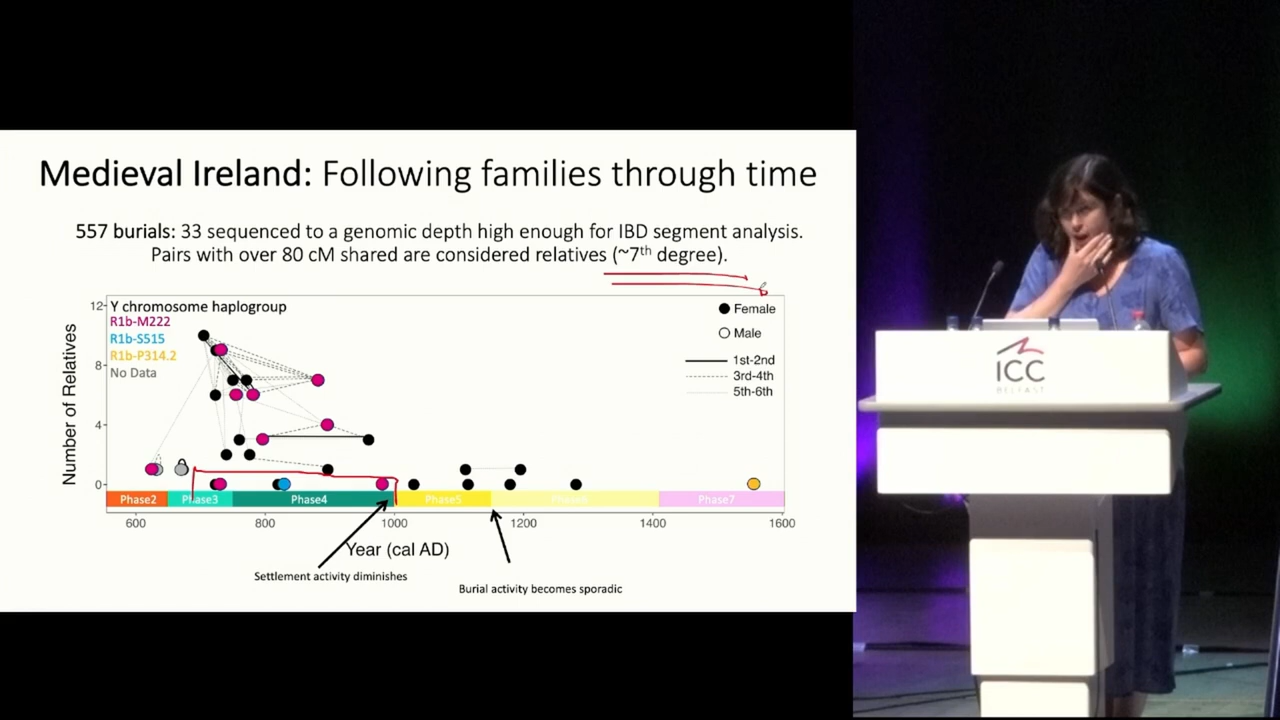 Medieval Ireland: Following families through time
557 burials: 33 sequenced to a genomic depth high enough for IBD segment analysis.
Pairs with over 80 cM shared are considered relatives (~7th degree).
Y chromosome haplogroup
R1b-M222
R1b-S515
R1b-P314.2
No Data
Female
Male
1st-2nd
3rd-4th
5th-6th
Number of Relatives
12
8
4
0
Phase2 Phase3 Phase4 Phase5 Phase6 Phase7
600 800 1000 1200 1400 1600
Year (cal AD)
Settlement activity diminishes
Burial activity becomes sporadic
ICC
BELFAST